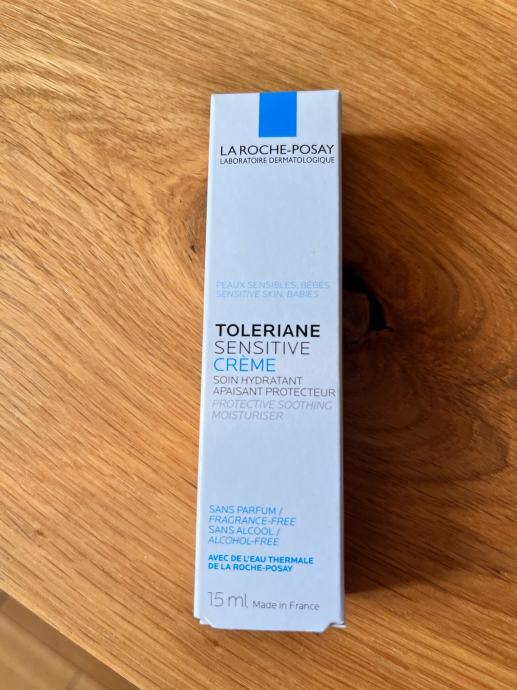 LA ROCHE-POSAY
LABORATOIRE DERMATOLOGIQUE
PEAUX SENSIBLES, BÉBÉS
SENSITIVE SKIN, BABIES
TOLERIANE
SENSITIVE
CRÈME
SOIN HYDRATANT
APAISANT PROTECTEUR
PROTECTIVE SOOTHING
MOISTURISER
SANS PARFUM /
FRAGRANCE-FREE
SANS ALCOOL /
ALCOHOL-FREE
AVEC DE L'EAU THERMALE
DE LA ROCHE-POSAY
15 ml Made in France